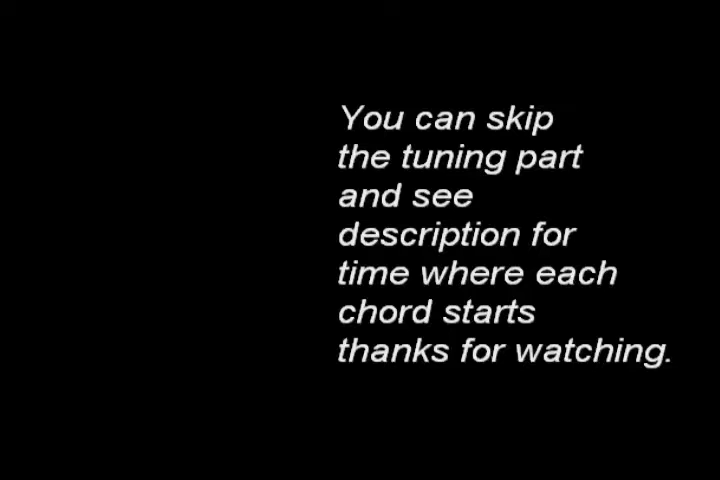 You can skip
the tuning part
and see
description for
time where each
chord starts
thanks for watching.